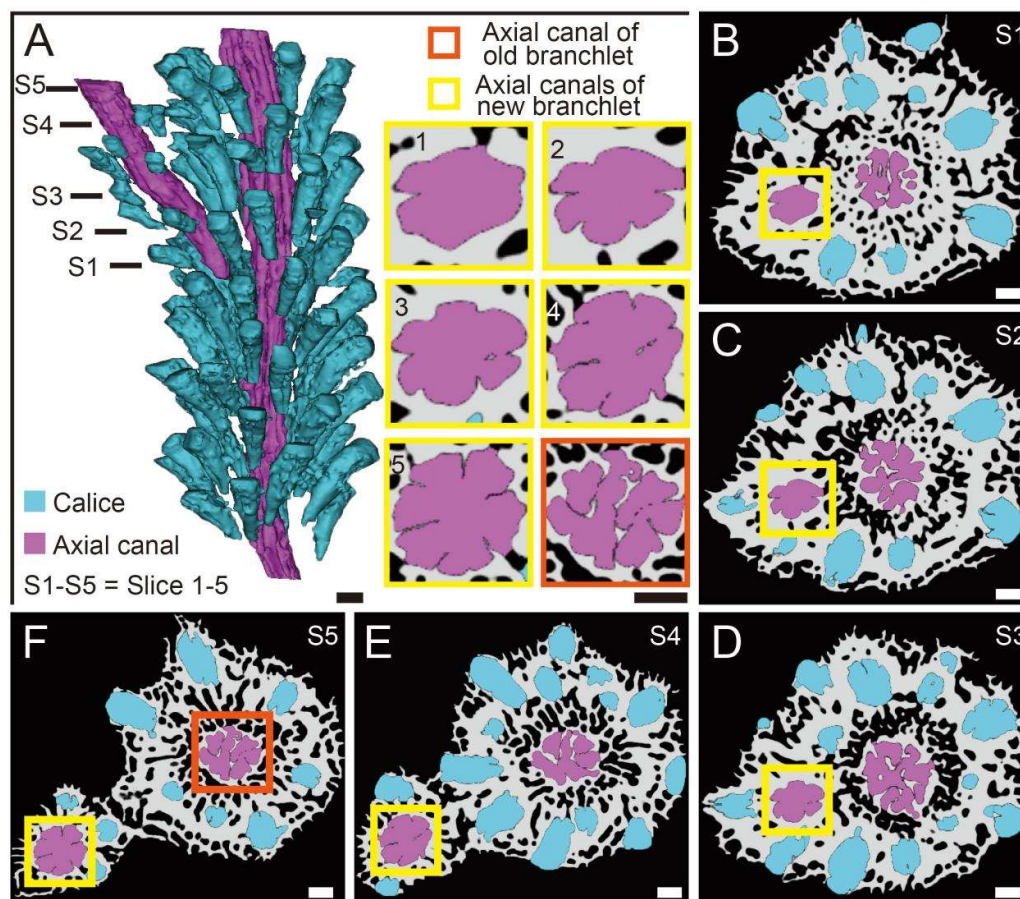 A
S5
S4
S3
S2
S1
Calice
Axial canal
S1-S5 = Slice 1-5
Axial canal of
old branchlet
Axial canals of
new branchlet
1
2
3
4
5
B
S1
C
S2
F
S5
E
S4
D
S3